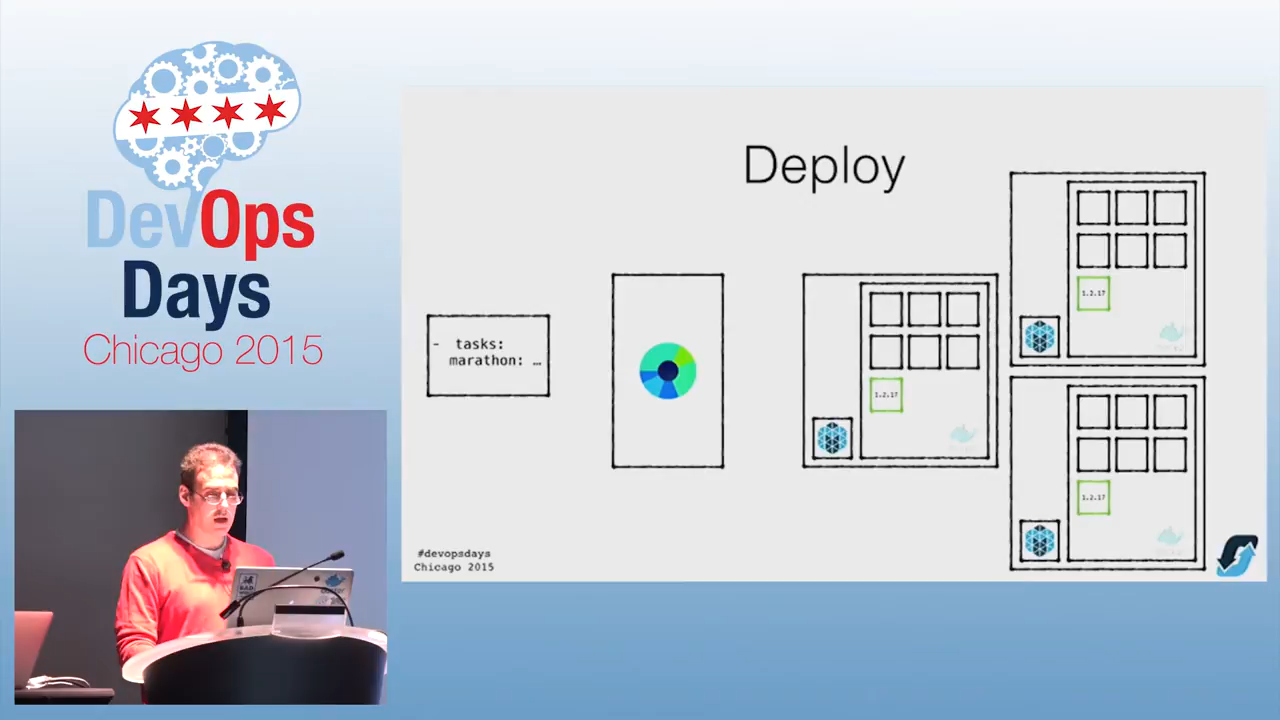 DevOps
Days
Chicago 2015
Deploy
- tasks:
marathon: …
1.2.17
1.2.17
1.2.17
#devopsdays
Chicago 2015